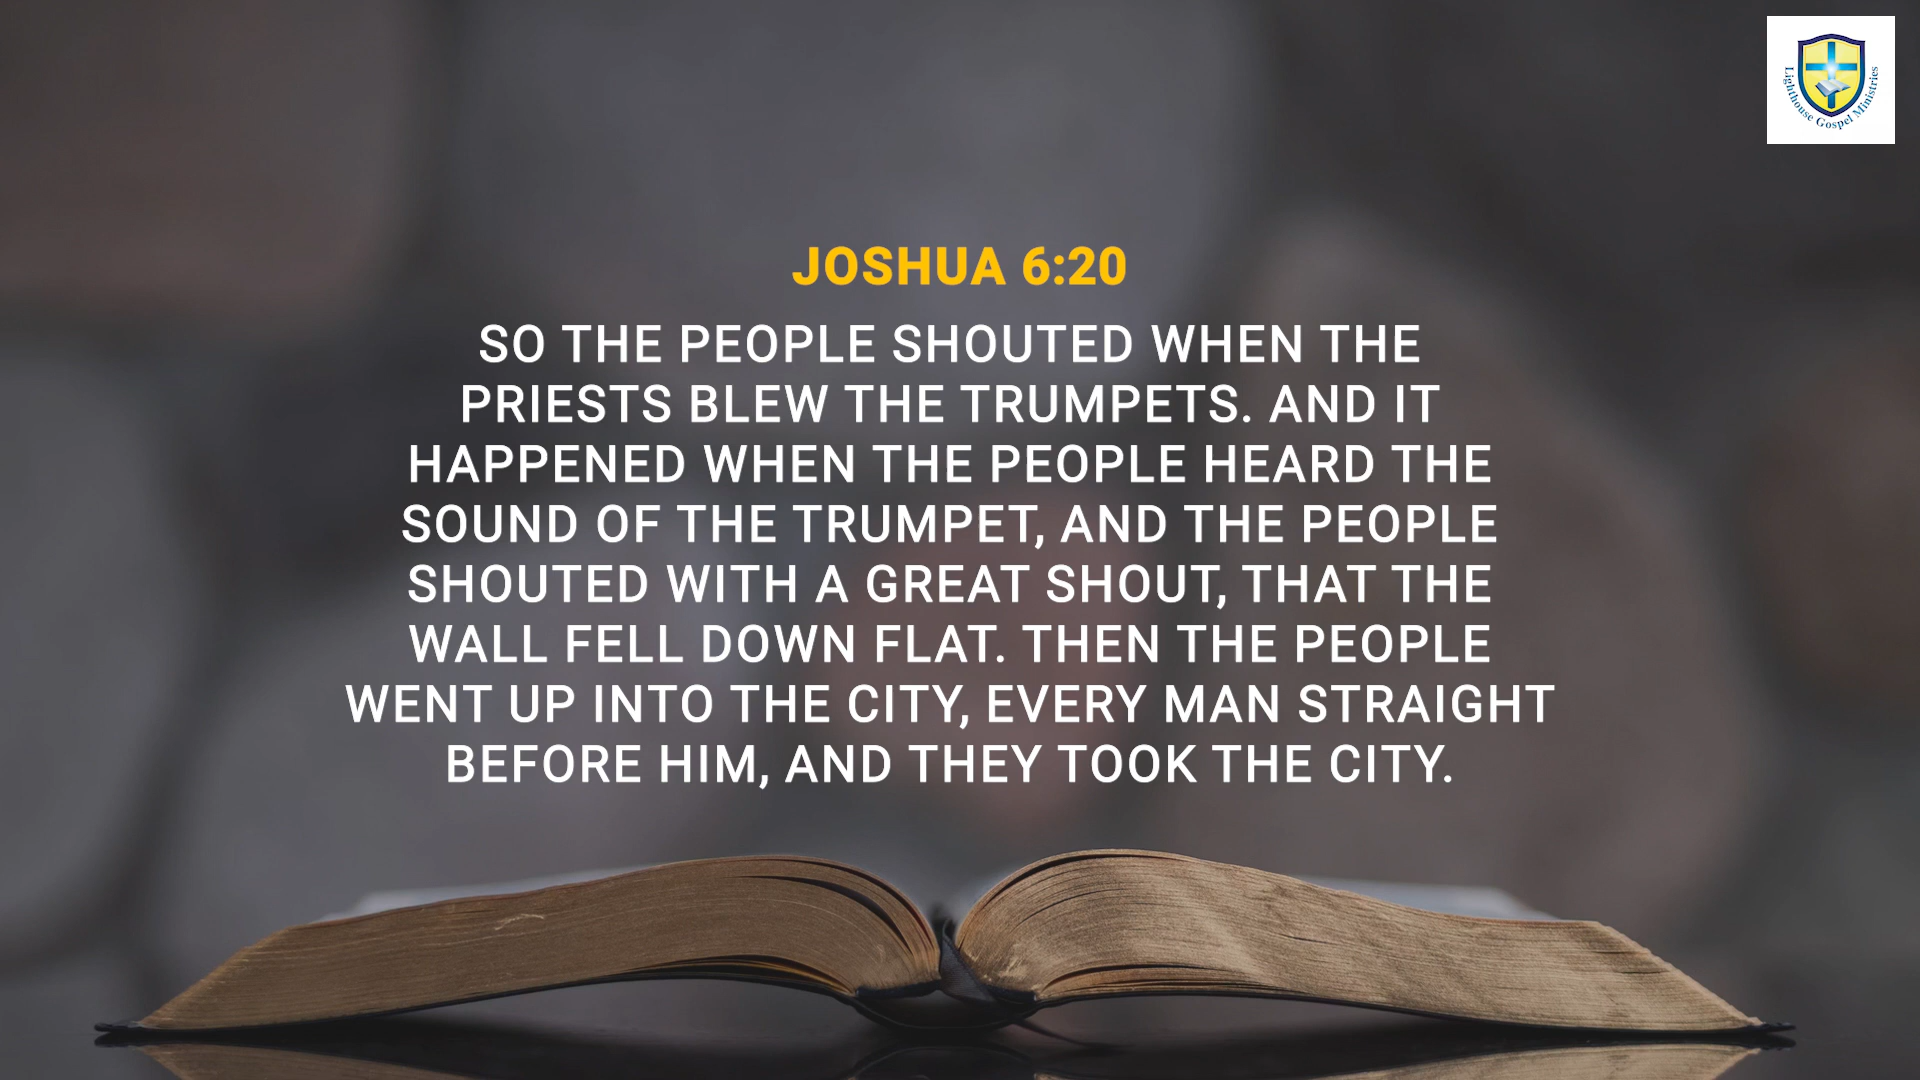 Lighthouse Gospel Ministries
JOSHUA 6:20
SO THE PEOPLE SHOUTED WHEN THE
PRIESTS BLEW THE TRUMPETS. AND IT
HAPPENED WHEN THE PEOPLE HEARD THE
SOUND OF THE TRUMPET, AND THE PEOPLE
SHOUTED WITH A GREAT SHOUT, THAT THE
WALL FELL DOWN FLAT. THEN THE PEOPLE
WENT UP INTO THE CITY, EVERY MAN STRAIGHT
BEFORE HIM, AND THEY TOOK THE CITY.